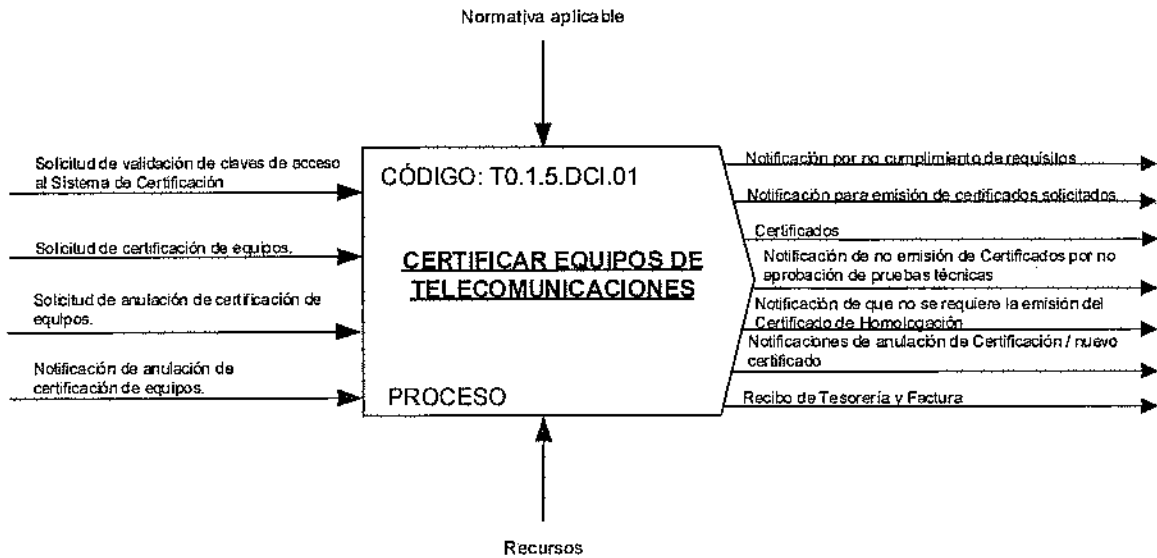 Normativa aplicable
Solicitud de validación de claves de acceso
al Sistema de Certificación
Solicitud de certificación de equipos.
Solicitud de anulación de certificación de
equipos.
Notificación de anulación de
certificación de equipos.
CÓDIGO: T0.1.5.DCI.01
CERTIFICAR EQUIPOS DE
TELECOMUNICACIONES
PROCESO
Notificación por no cumplimiento de requisitos
Notificación para emisión de certificados solicitados
Certificados
Notificación de no emisión de Certificados por no
aprobación de pruebas técnicas
Notificación de que no se requiere la emisión del
Certificado de Homologación
Notificaciones de anulación de Certificación / nuevo
certificado
Recibo de Tesorería y Factura
Recursos